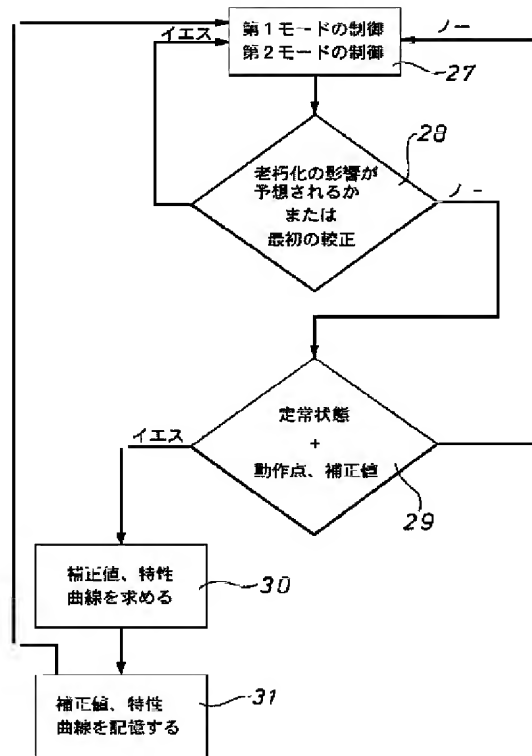 イエス
第1モードの制御
第2モードの制御
ノー
27
28
老朽化の影響が
予想されるか
または
最初の較正
ノー
イエス
定常状態
+
動作点、補正値
29
補正値、特性
曲線を求める
30
補正値、特性
曲線を記憶する
31